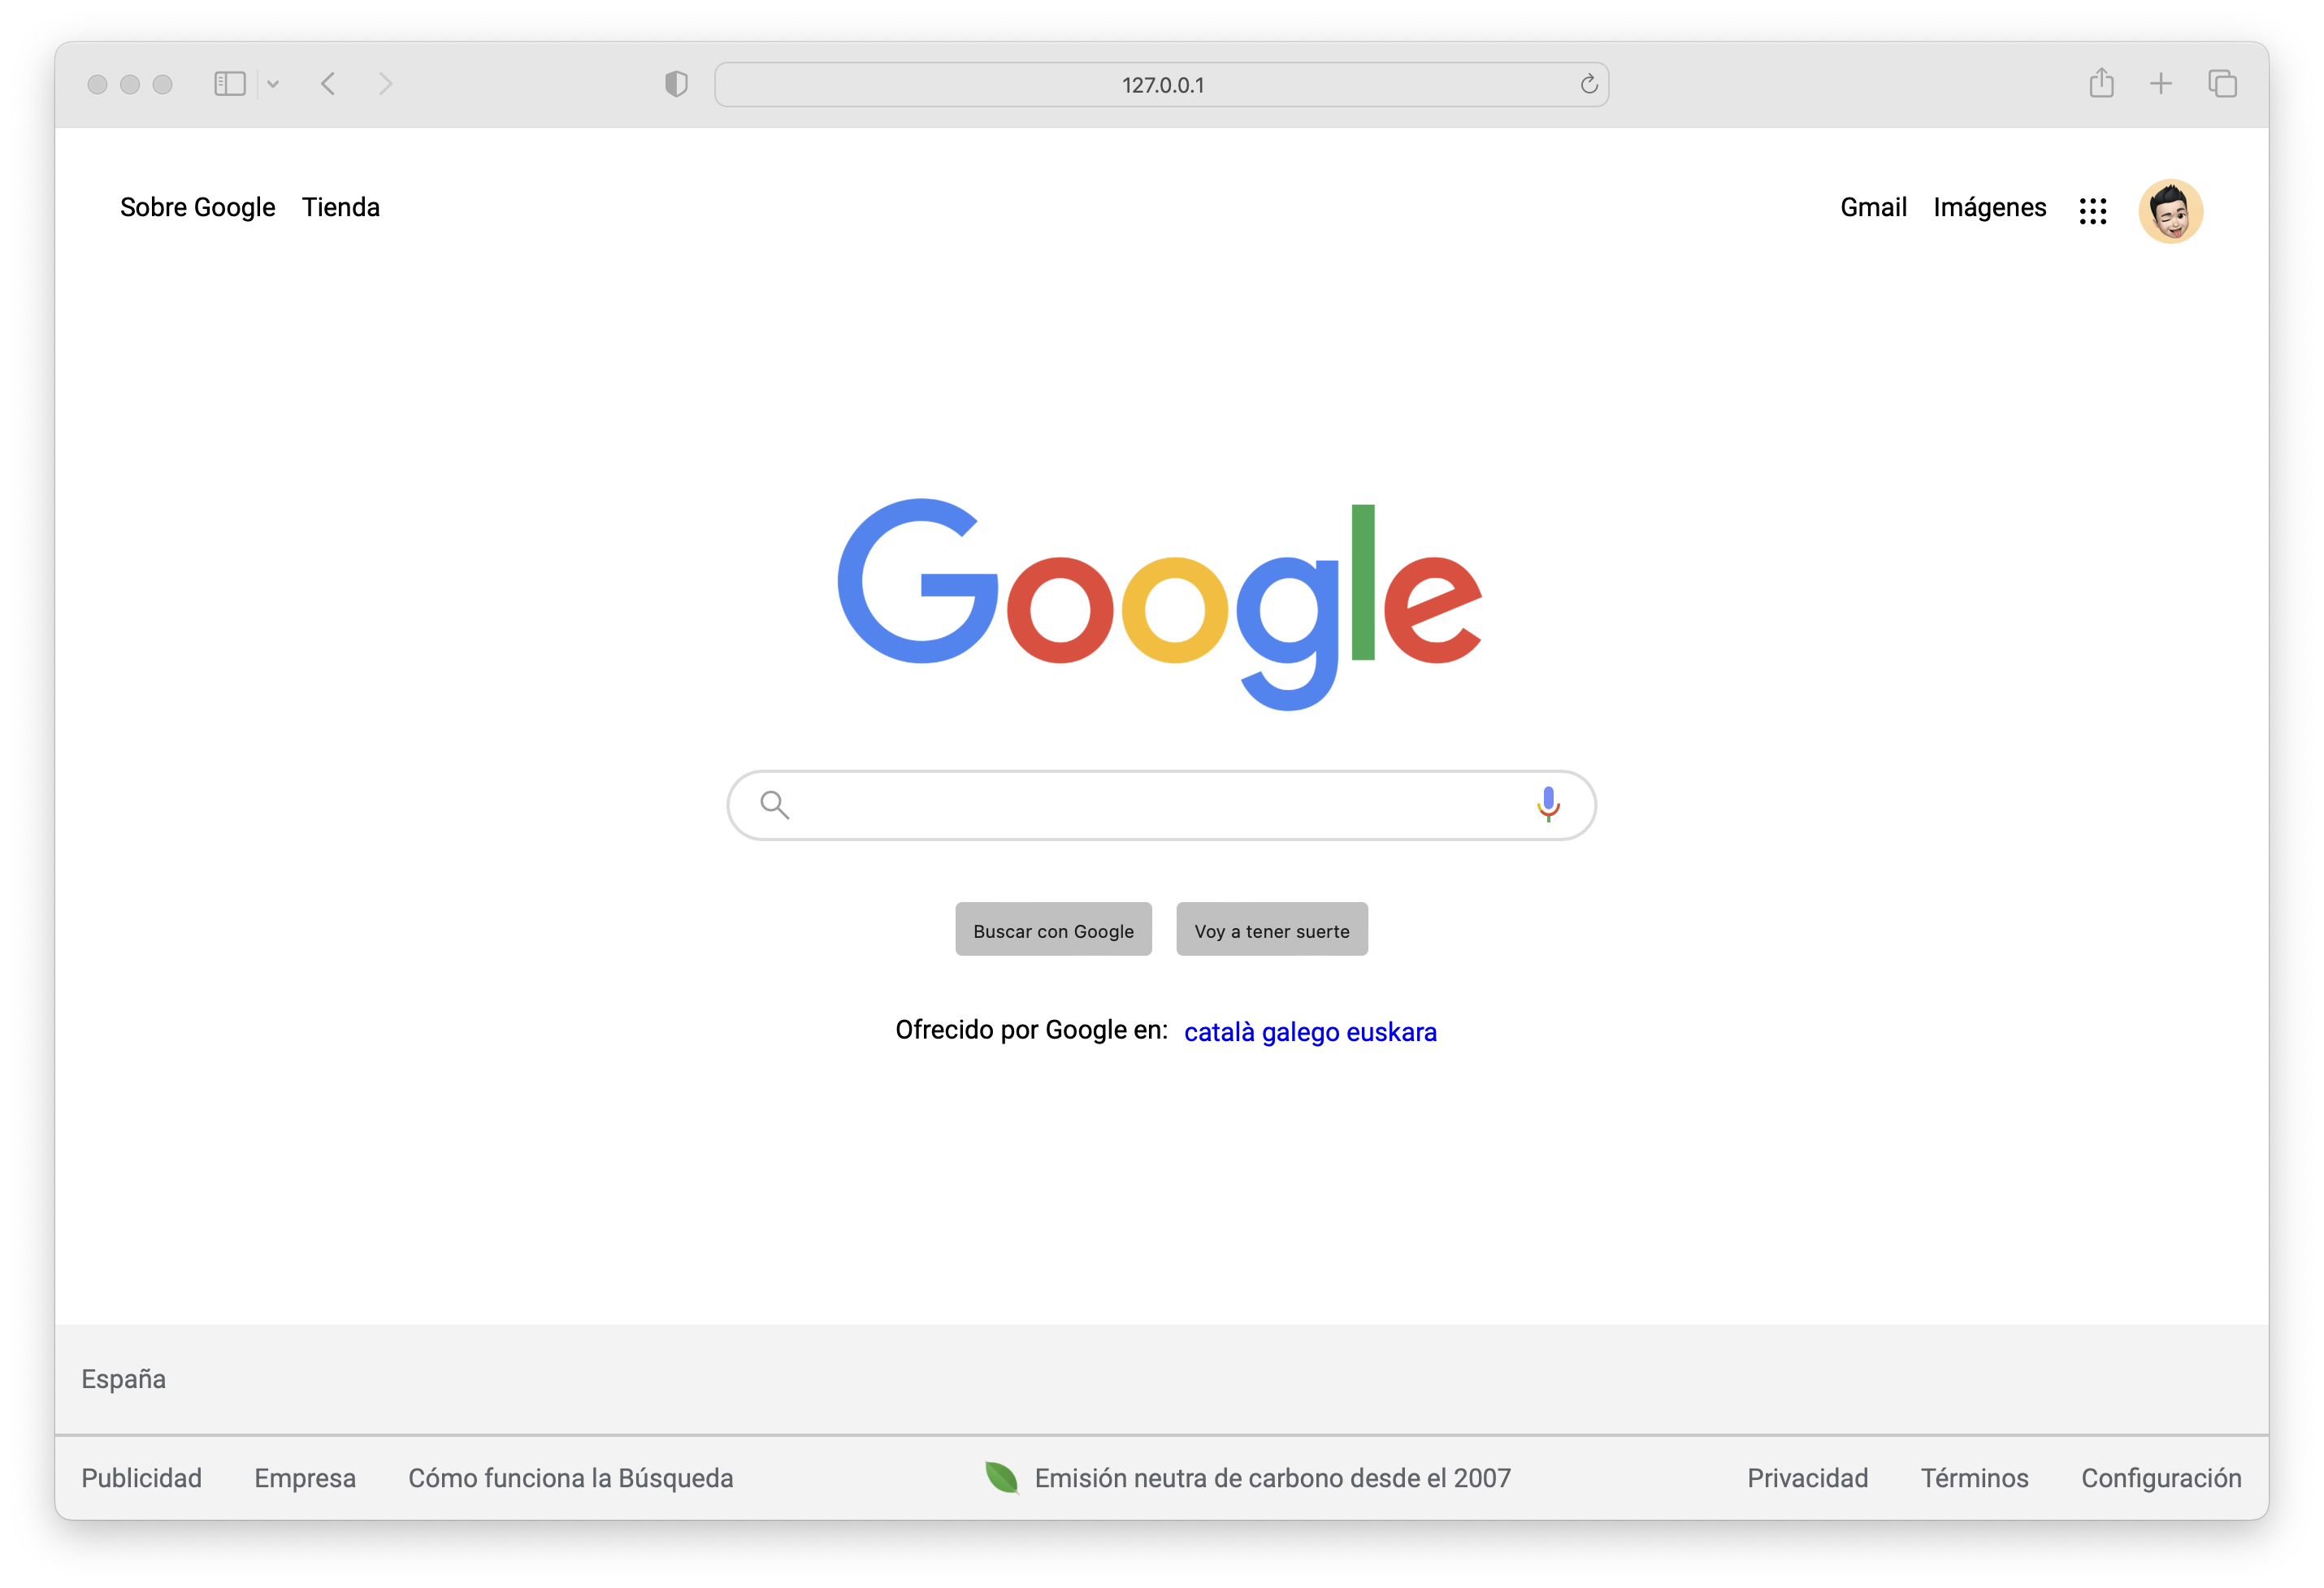 127.0.0.1
Sobre Google Tienda Gmail Imágenes
Google
Buscar con Google Voy a tener suerte
Ofrecido por Google en: català galego euskara
España
Publicidad Empresa Cómo funciona la Búsqueda Emisión neutra de carbono desde el 2007 Privacidad Términos Configuración